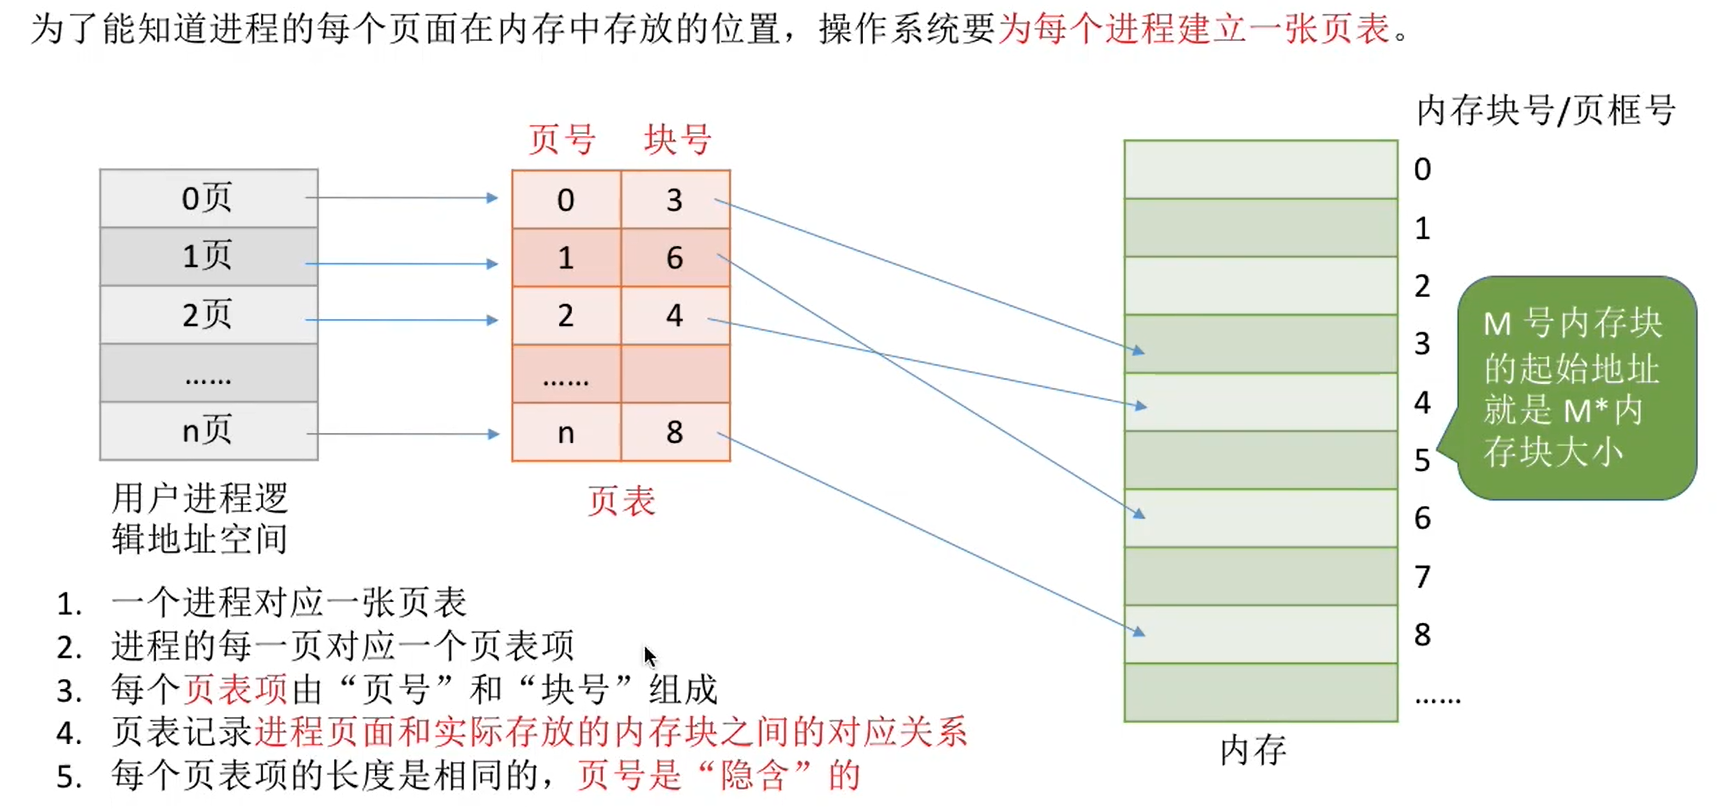 为了能知道进程的每个页面在内存中存放的位置，操作系统要为每个进程建立一张页表。
内存块号/页框号
页号 块号
0页
1页
2页
……
n页
0 3
1 6
2 4
……
n 8
0
1
2
3
4
5
6
7
8
……
M 号内存块
的起始地址
就是 M*内
存块大小
用户进程逻
辑地址空间
页表
内存
1. 一个进程对应一张页表
2. 进程的每一页对应一个页表项
3. 每个页表项由“页号”和“块号”组成
4. 页表记录进程页面和实际存放的内存块之间的对应关系
5. 每个页表项的长度是相同的，页号是“隐含”的